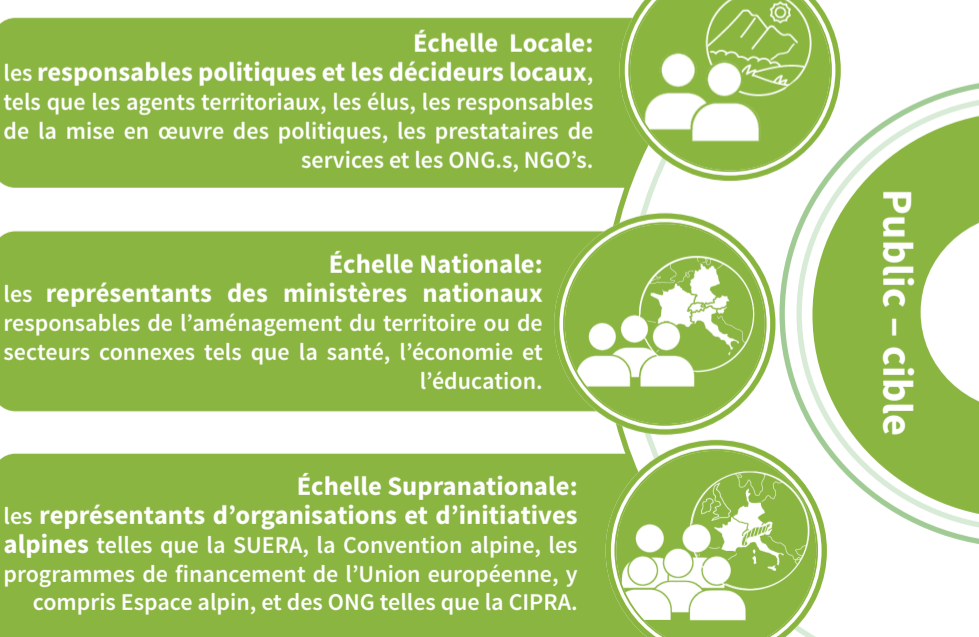 Échelle Locale:
les responsables politiques et les décideurs locaux,
tels que les agents territoriaux, les élus, les responsables
de la mise en œuvre des politiques, les prestataires de
services et les ONG.s, NGO’s.
Échelle Nationale:
les représentants des ministères nationaux
responsables de l’aménagement du territoire ou de
secteurs connexes tels que la santé, l’économie et
l’éducation.
Échelle Supranationale:
les représentants d’organisations et d’initiatives
alpines telles que la SUERA, la Convention alpine, les
programmes de financement de l’Union européenne, y
compris Espace alpin, et des ONG telles que la CIPRA.
Public – cible